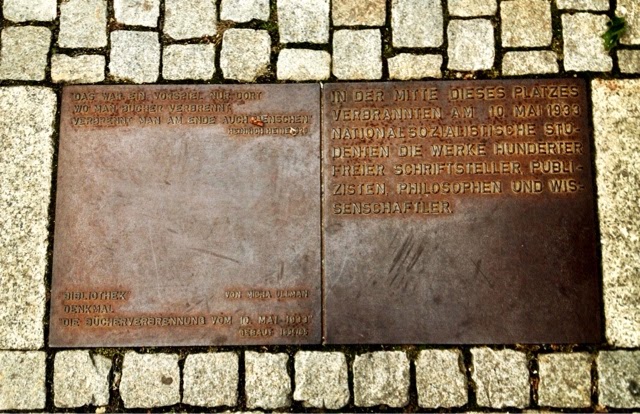 "DAS WAR EIN VORSPIEL NUR, DORT
WO MAN BÜCHER VERBRENNT,
VERBRENNT MAN AM ENDE AUCH MENSCHEN"
HEINRICH HEINE
BIBLIOTHEK
DENKMAL
"DIE BÜCHERVERBRENNUNG VOM 10. MAI 1933"
VON MICHA ULLMAN
IN DER MITTE DIESES PLATZES
VERBRANNTEN AM 10. MAI 1933
NATIONALSOZIALISTISCHE STU-
DENTEN DIE WERKE HUNDERTER
FREIER SCHRIFTSTELLER, PUBLI-
ZISTEN, PHILOSOPHEN UND WIS-
SENSCHAFTLER.